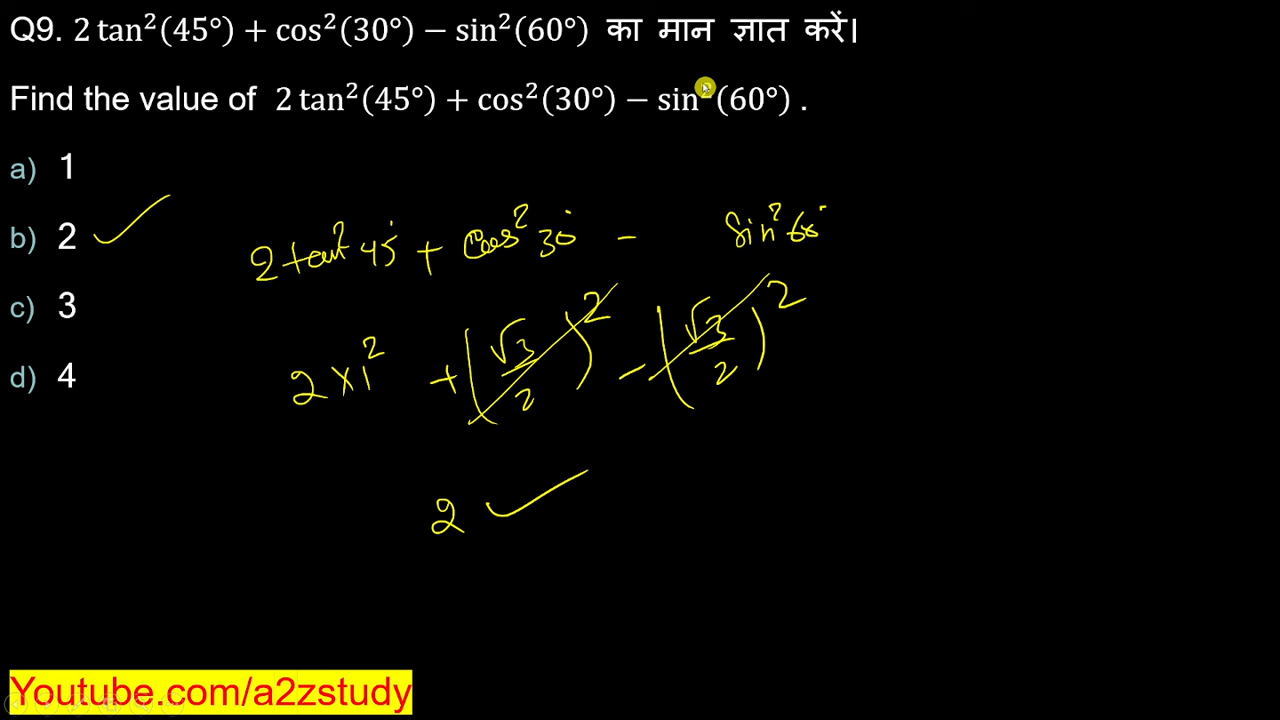 Q9. 2 tan²(45°) + cos²(30°) − sin²(60°) का मान ज्ञात करें।
Find the value of 2 tan²(45°) + cos²(30°) − sin²(60°) .
a) 1
b) 2 ✓
c) 3
d) 4
2 tan² 45° + cos² 30° − sin² 60°
2 × 1² + (√3/2)² − (√3/2)²
2 ✓
Youtube.com/a2zstudy